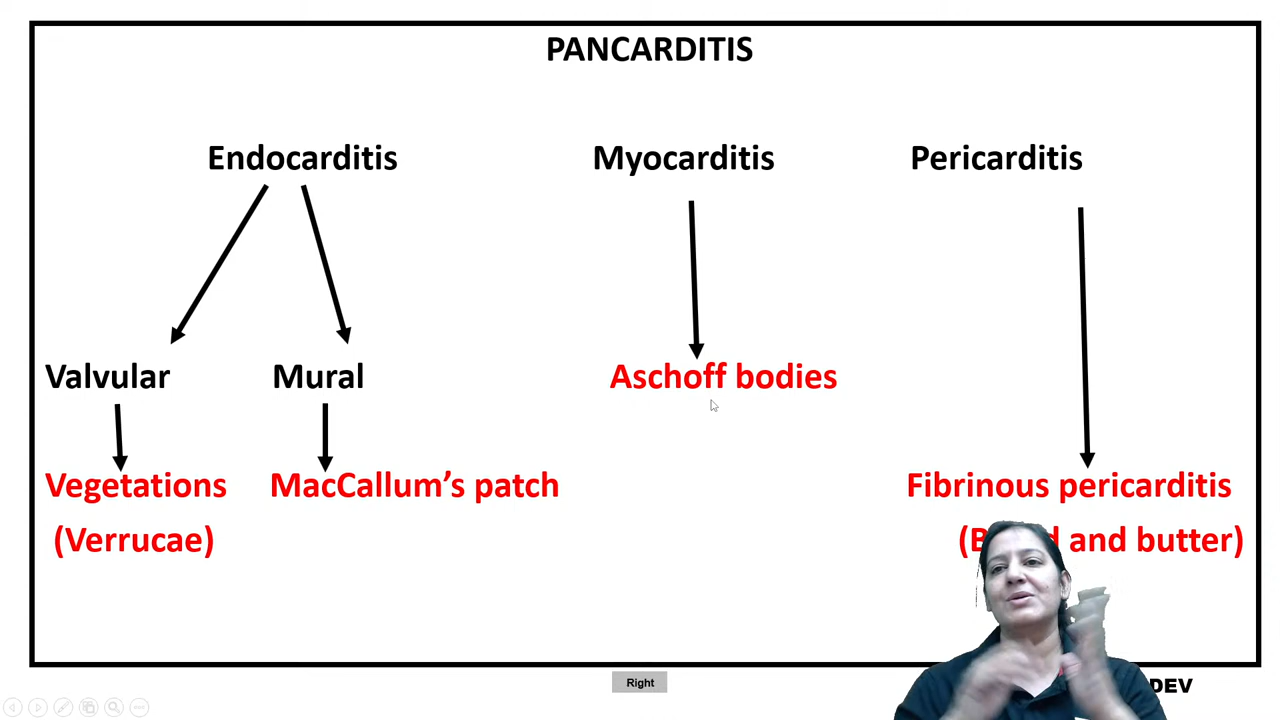 PANCARDITIS
Endocarditis Myocarditis Pericarditis
Valvular Mural Aschoff bodies
Vegetations MacCallum’s patch Fibrinous pericarditis
(Verrucae) and butter)
Right
DEV